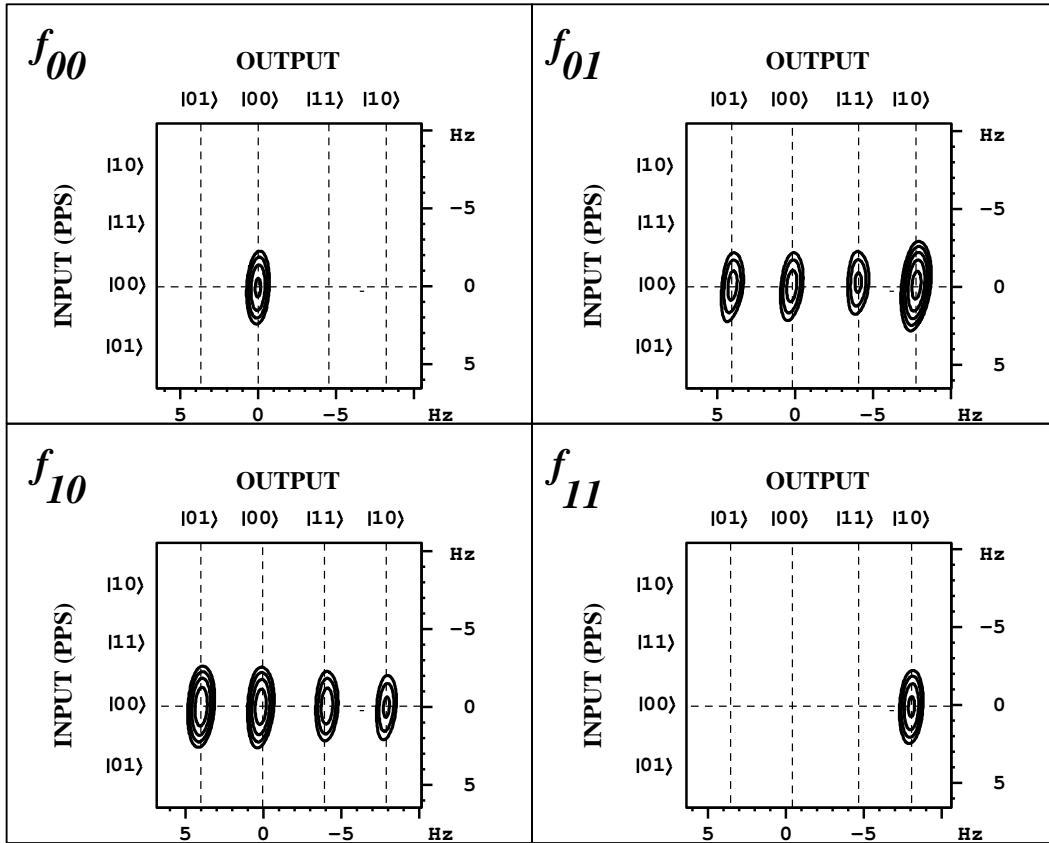 f00
OUTPUT
|01⟩ |00⟩ |11⟩ |10⟩
INPUT (PPS)
|10⟩
|11⟩
|00⟩
|01⟩
Hz
−5
0
5
5 0 −5 Hz
f01
OUTPUT
|01⟩ |00⟩ |11⟩ |10⟩
INPUT (PPS)
|10⟩
|11⟩
|00⟩
|01⟩
Hz
−5
0
5
5 0 −5 Hz
f10
OUTPUT
|01⟩ |00⟩ |11⟩ |10⟩
INPUT (PPS)
|10⟩
|11⟩
|00⟩
|01⟩
Hz
−5
0
5
5 0 −5 Hz
f11
OUTPUT
|01⟩ |00⟩ |11⟩ |10⟩
INPUT (PPS)
|10⟩
|11⟩
|00⟩
|01⟩
Hz
−5
0
5
5 0 −5 Hz